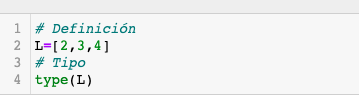 1 # Definición
2 L=[2,3,4]
3 # Tipo
4 type(L)